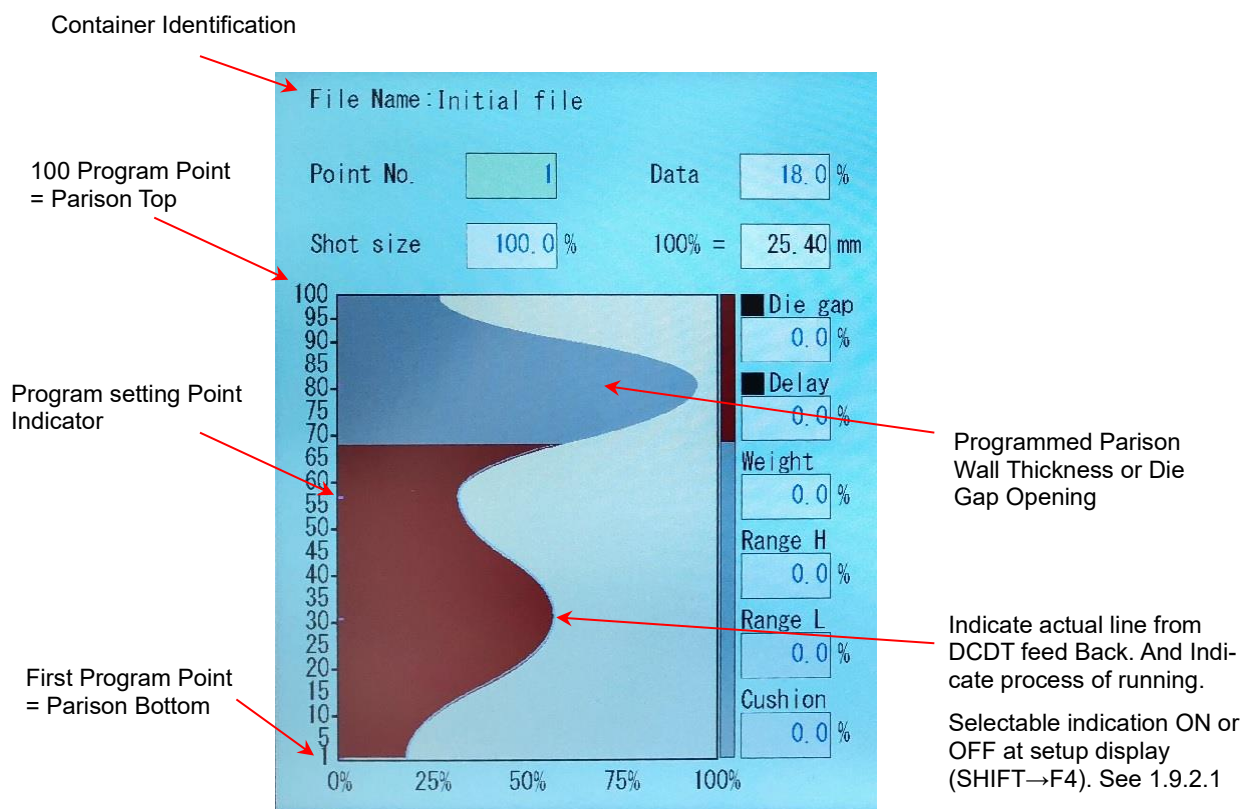 Container Identification
File Name:Initial file
100 Program Point
= Parison Top
Point No. 1 Data 18.0 %
Shot size 100.0 % 100% = 25.40 mm
100
95
90
85
80
75
70
65
60
55
50
45
40
35
30
25
20
15
10
5
1
0% 25% 50% 75% 100%
Die gap
0.0 %
Delay
0.0 %
Weight
0.0 %
Range H
0.0 %
Range L
0.0 %
Cushion
0.0 %
Program setting Point
Indicator
First Program Point
= Parison Bottom
Programmed Parison
Wall Thickness or Die
Gap Opening
Indicate actual line from
DCDT feed Back. And Indi-
cate process of running.
Selectable indication ON or
OFF at setup display
(SHIFT→F4). See 1.9.2.1